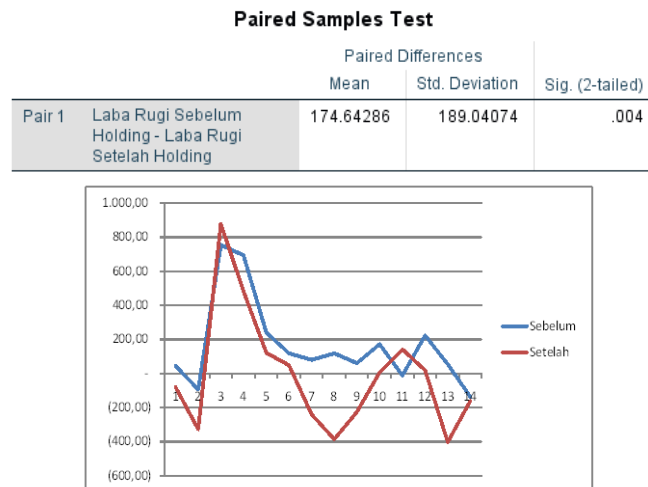 Paired Samples Test
Paired Differences
Mean Std. Deviation Sig. (2-tailed)
Pair 1 Laba Rugi Sebelum 174.64286 189.04074 .004
Holding - Laba Rugi
Setelah Holding
1.000,00
800,00
600,00
400,00
200,00
-
1 2 3 4 5 6 7 8 9 10 11 12 13 14
(200,00)
(400,00)
(600,00)
Sebelum
Setelah